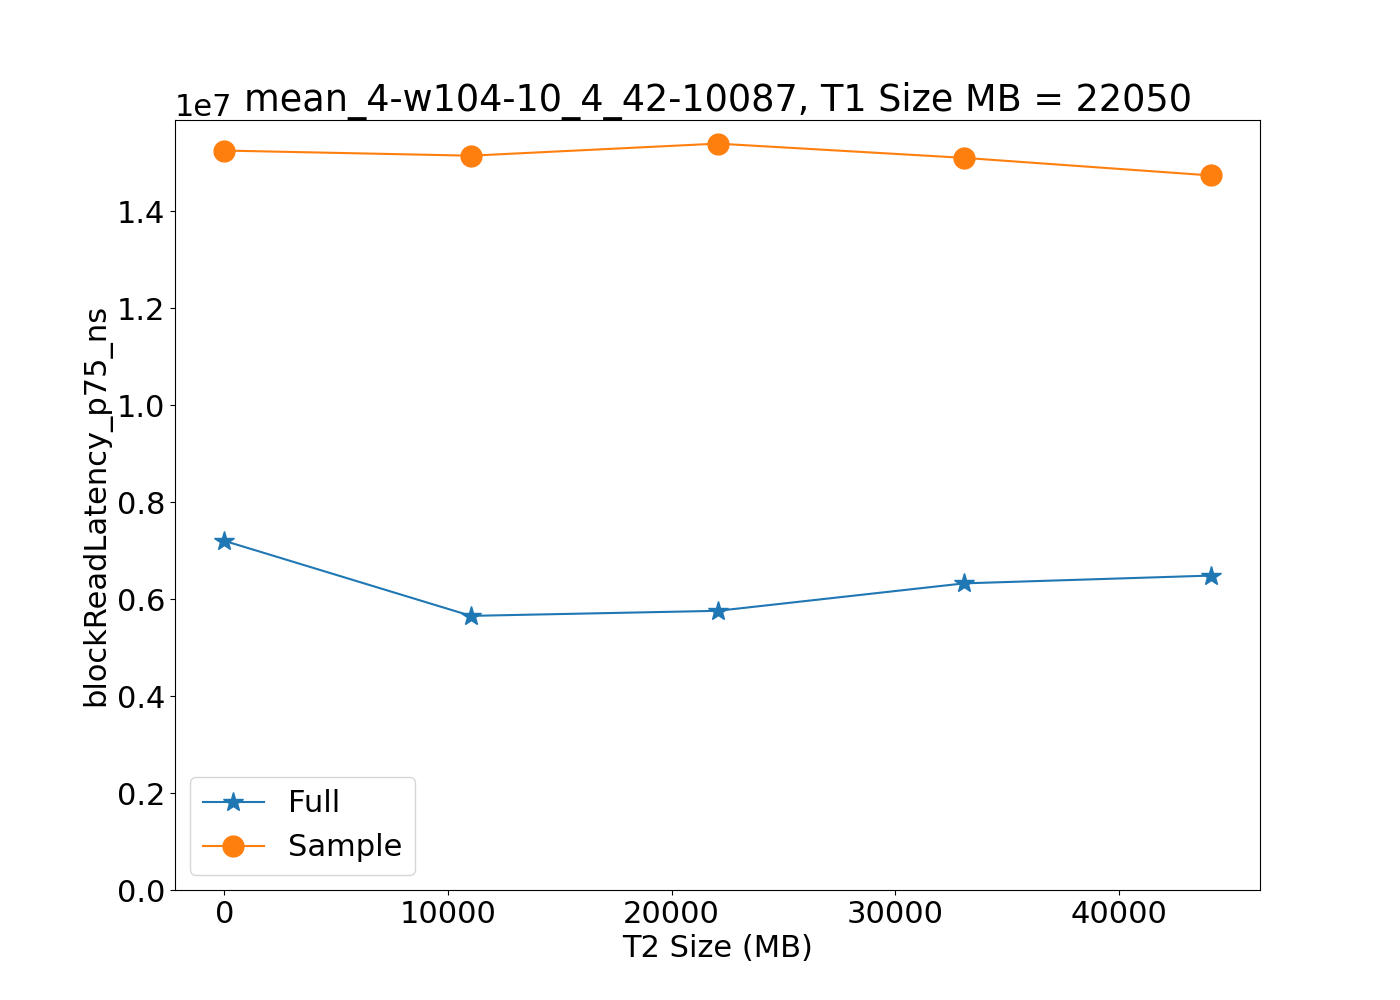 1e7
mean_4-w104-10_4_42-10087, T1 Size MB = 22050
blockReadLatency_p75_ns
1.4
1.2
1.0
0.8
0.6
0.4
0.2
0.0
Full
Sample
0 10000 20000 30000 40000
T2 Size (MB)